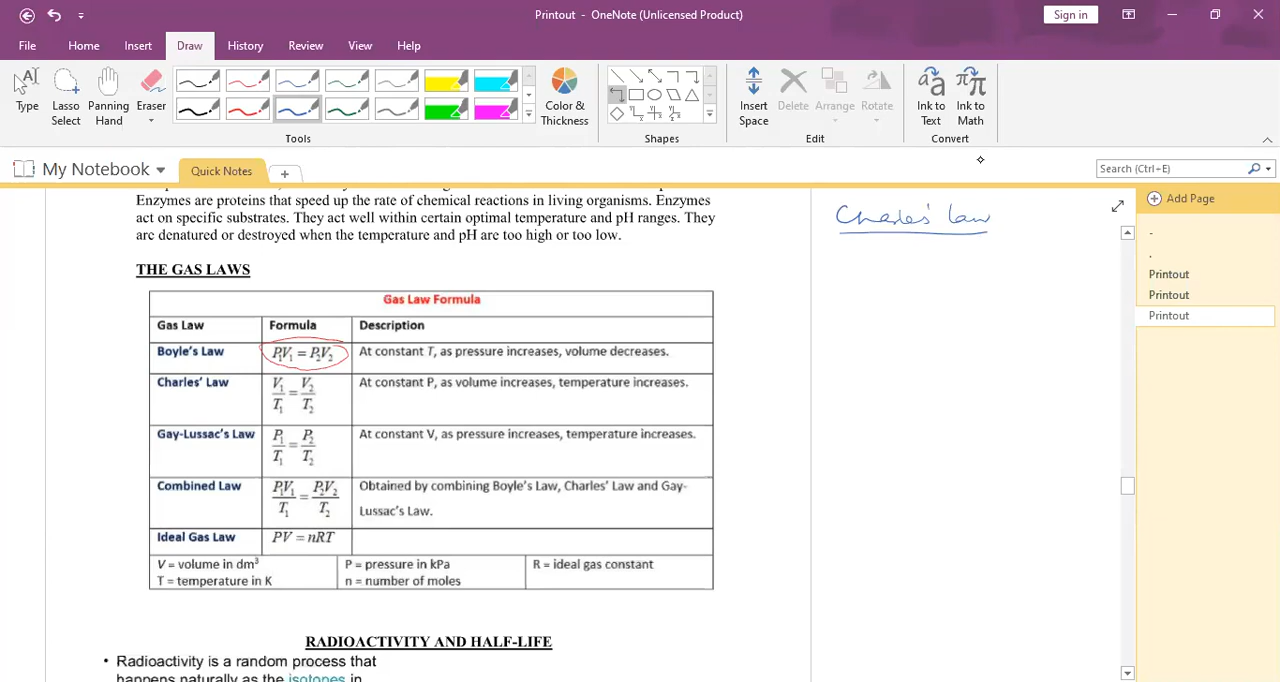 Printout - OneNote (Unlicensed Product)
Sign in
File Home Insert Draw History Review View Help
Type
Lasso Select
Panning Hand
Eraser
Color & Thickness
Insert Space
Delete
Arrange
Rotate
Ink to Text
Ink to Math
Tools
Shapes
Edit
Convert
My Notebook
Quick Notes
Search (Ctrl+E)
Add Page
-
.
Printout
Printout
Printout
Enzymes are proteins that speed up the rate of chemical reactions in living organisms. Enzymes
act on specific substrates. They act well within certain optimal temperature and pH ranges. They
are denatured or destroyed when the temperature and pH are too high or too low.
Charles' law
THE GAS LAWS
Gas Law Formula
Gas Law Formula Description
Boyle's Law P₁V₁ = P₂V₂ At constant T, as pressure increases, volume decreases.
Charles' Law V₁/T₁ = V₂/T₂ At constant P, as volume increases, temperature increases.
Gay-Lussac's Law P₁/T₁ = P₂/T₂ At constant V, as pressure increases, temperature increases.
Combined Law P₁V₁/T₁ = P₂V₂/T₂ Obtained by combining Boyle's Law, Charles' Law and Gay-
Lussac's Law.
Ideal Gas Law PV = nRT
V = volume in dm³ P = pressure in kPa R = ideal gas constant
T = temperature in K n = number of moles
RADIOACTIVITY AND HALF-LIFE
• Radioactivity is a random process that
happens naturally as the isotopes in